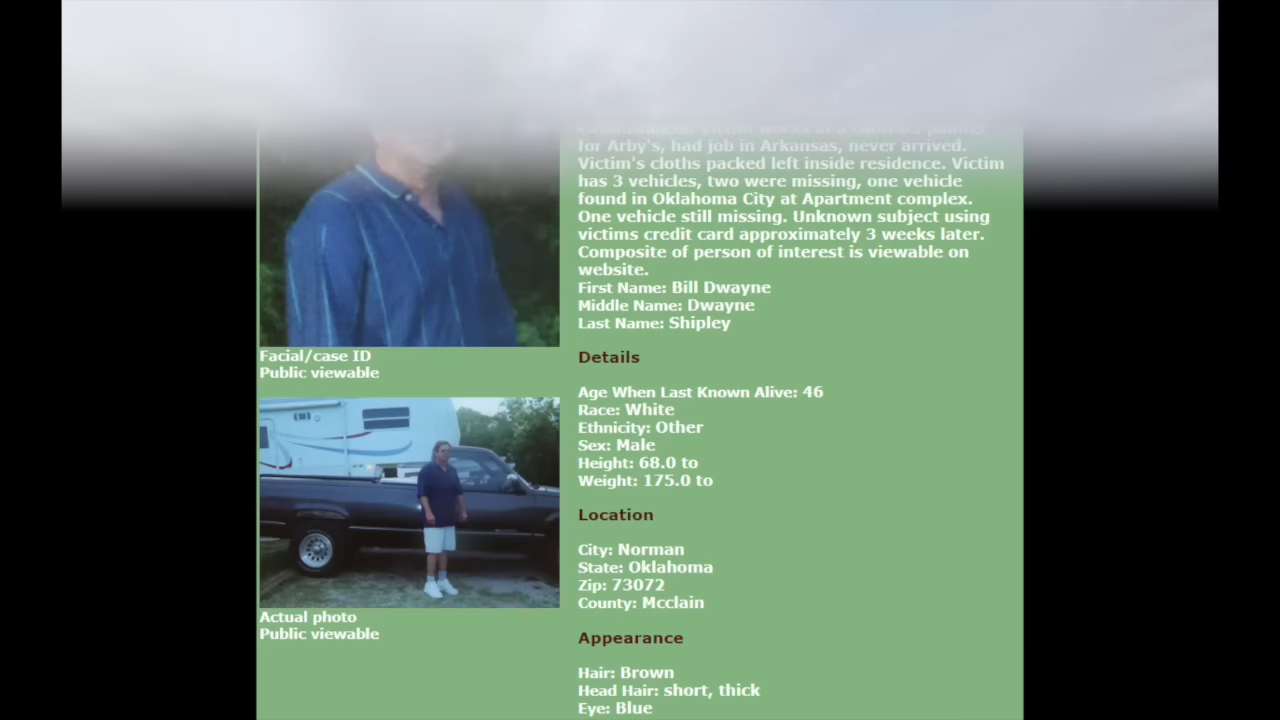 Facial/case ID
Public viewable
Actual photo
Public viewable
for Arby's, had job in Arkansas, never arrived.
Victim's cloths packed left inside residence. Victim
has 3 vehicles, two were missing, one vehicle
found in Oklahoma City at Apartment complex.
One vehicle still missing. Unknown subject using
victims credit card approximately 3 weeks later.
Composite of person of interest is viewable on
website.
First Name: Bill Dwayne
Middle Name: Dwayne
Last Name: Shipley
Details
Age When Last Known Alive: 46
Race: White
Ethnicity: Other
Sex: Male
Height: 68.0 to
Weight: 175.0 to
Location
City: Norman
State: Oklahoma
Zip: 73072
County: Mcclain
Appearance
Hair: Brown
Head Hair: short, thick
Eye: Blue